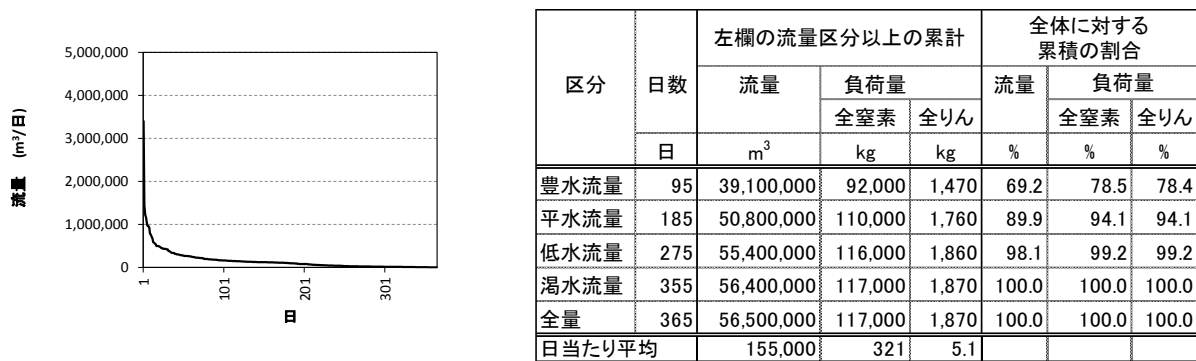 5,000,000
4,000,000
3,000,000
2,000,000
1,000,000
0
流量 (m³/日)
1 101 201 301
日
区分 日数 左欄の流量区分以上の累計 全体に対する累積の割合
流量 負荷量 流量 負荷量
全窒素 全りん 全窒素 全りん
日 m³ kg kg % % %
豊水流量 95 39,100,000 92,000 1,470 69.2 78.5 78.4
平水流量 185 50,800,000 110,000 1,760 89.9 94.1 94.1
低水流量 275 55,400,000 116,000 1,860 98.1 99.2 99.2
渇水流量 355 56,400,000 117,000 1,870 100.0 100.0 100.0
全量 365 56,500,000 117,000 1,870 100.0 100.0 100.0
日当たり平均 155,000 321 5.1